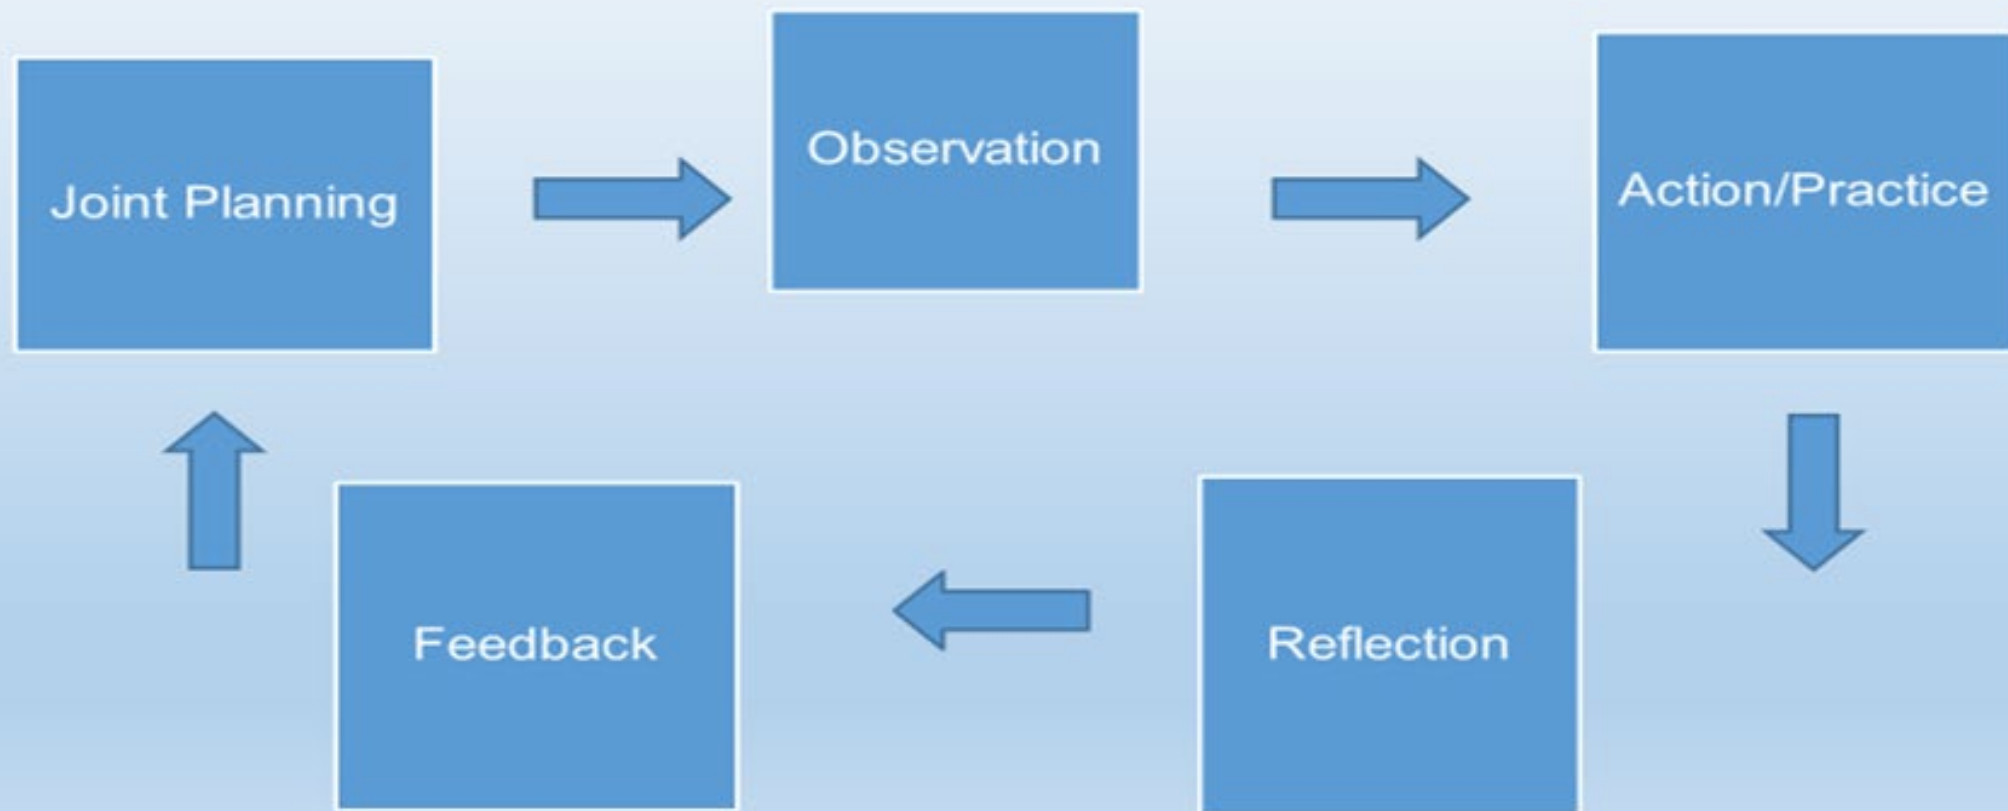 Joint Planning
Observation
Action/Practice
Reflection
Feedback